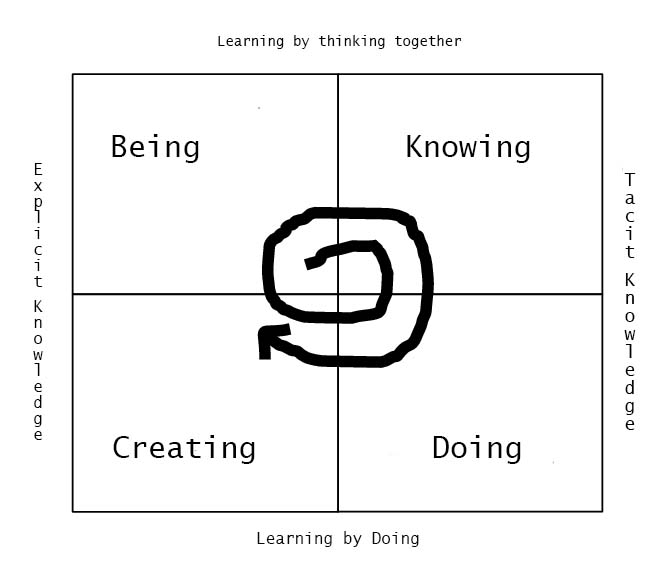 Learning by thinking together
Being
Knowing
Explicit Knowledge
Tacit Knowledge
Creating
Doing
Learning by Doing